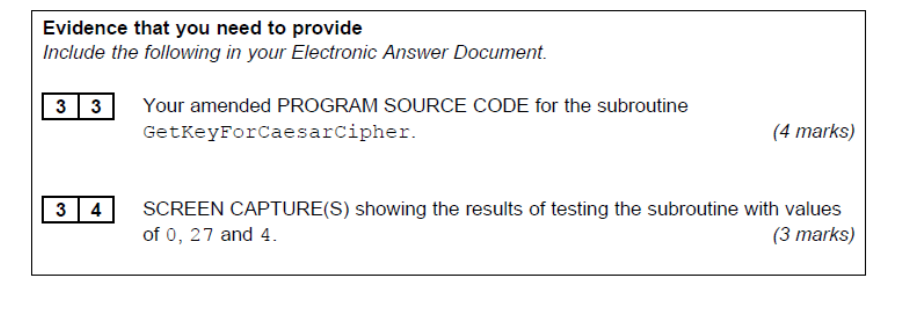 Evidence that you need to provide
Include the following in your Electronic Answer Document.
3 3 Your amended PROGRAM SOURCE CODE for the subroutine
GetKeyForCaesarCipher. (4 marks)
3 4 SCREEN CAPTURE(S) showing the results of testing the subroutine with values
of 0, 27 and 4. (3 marks)